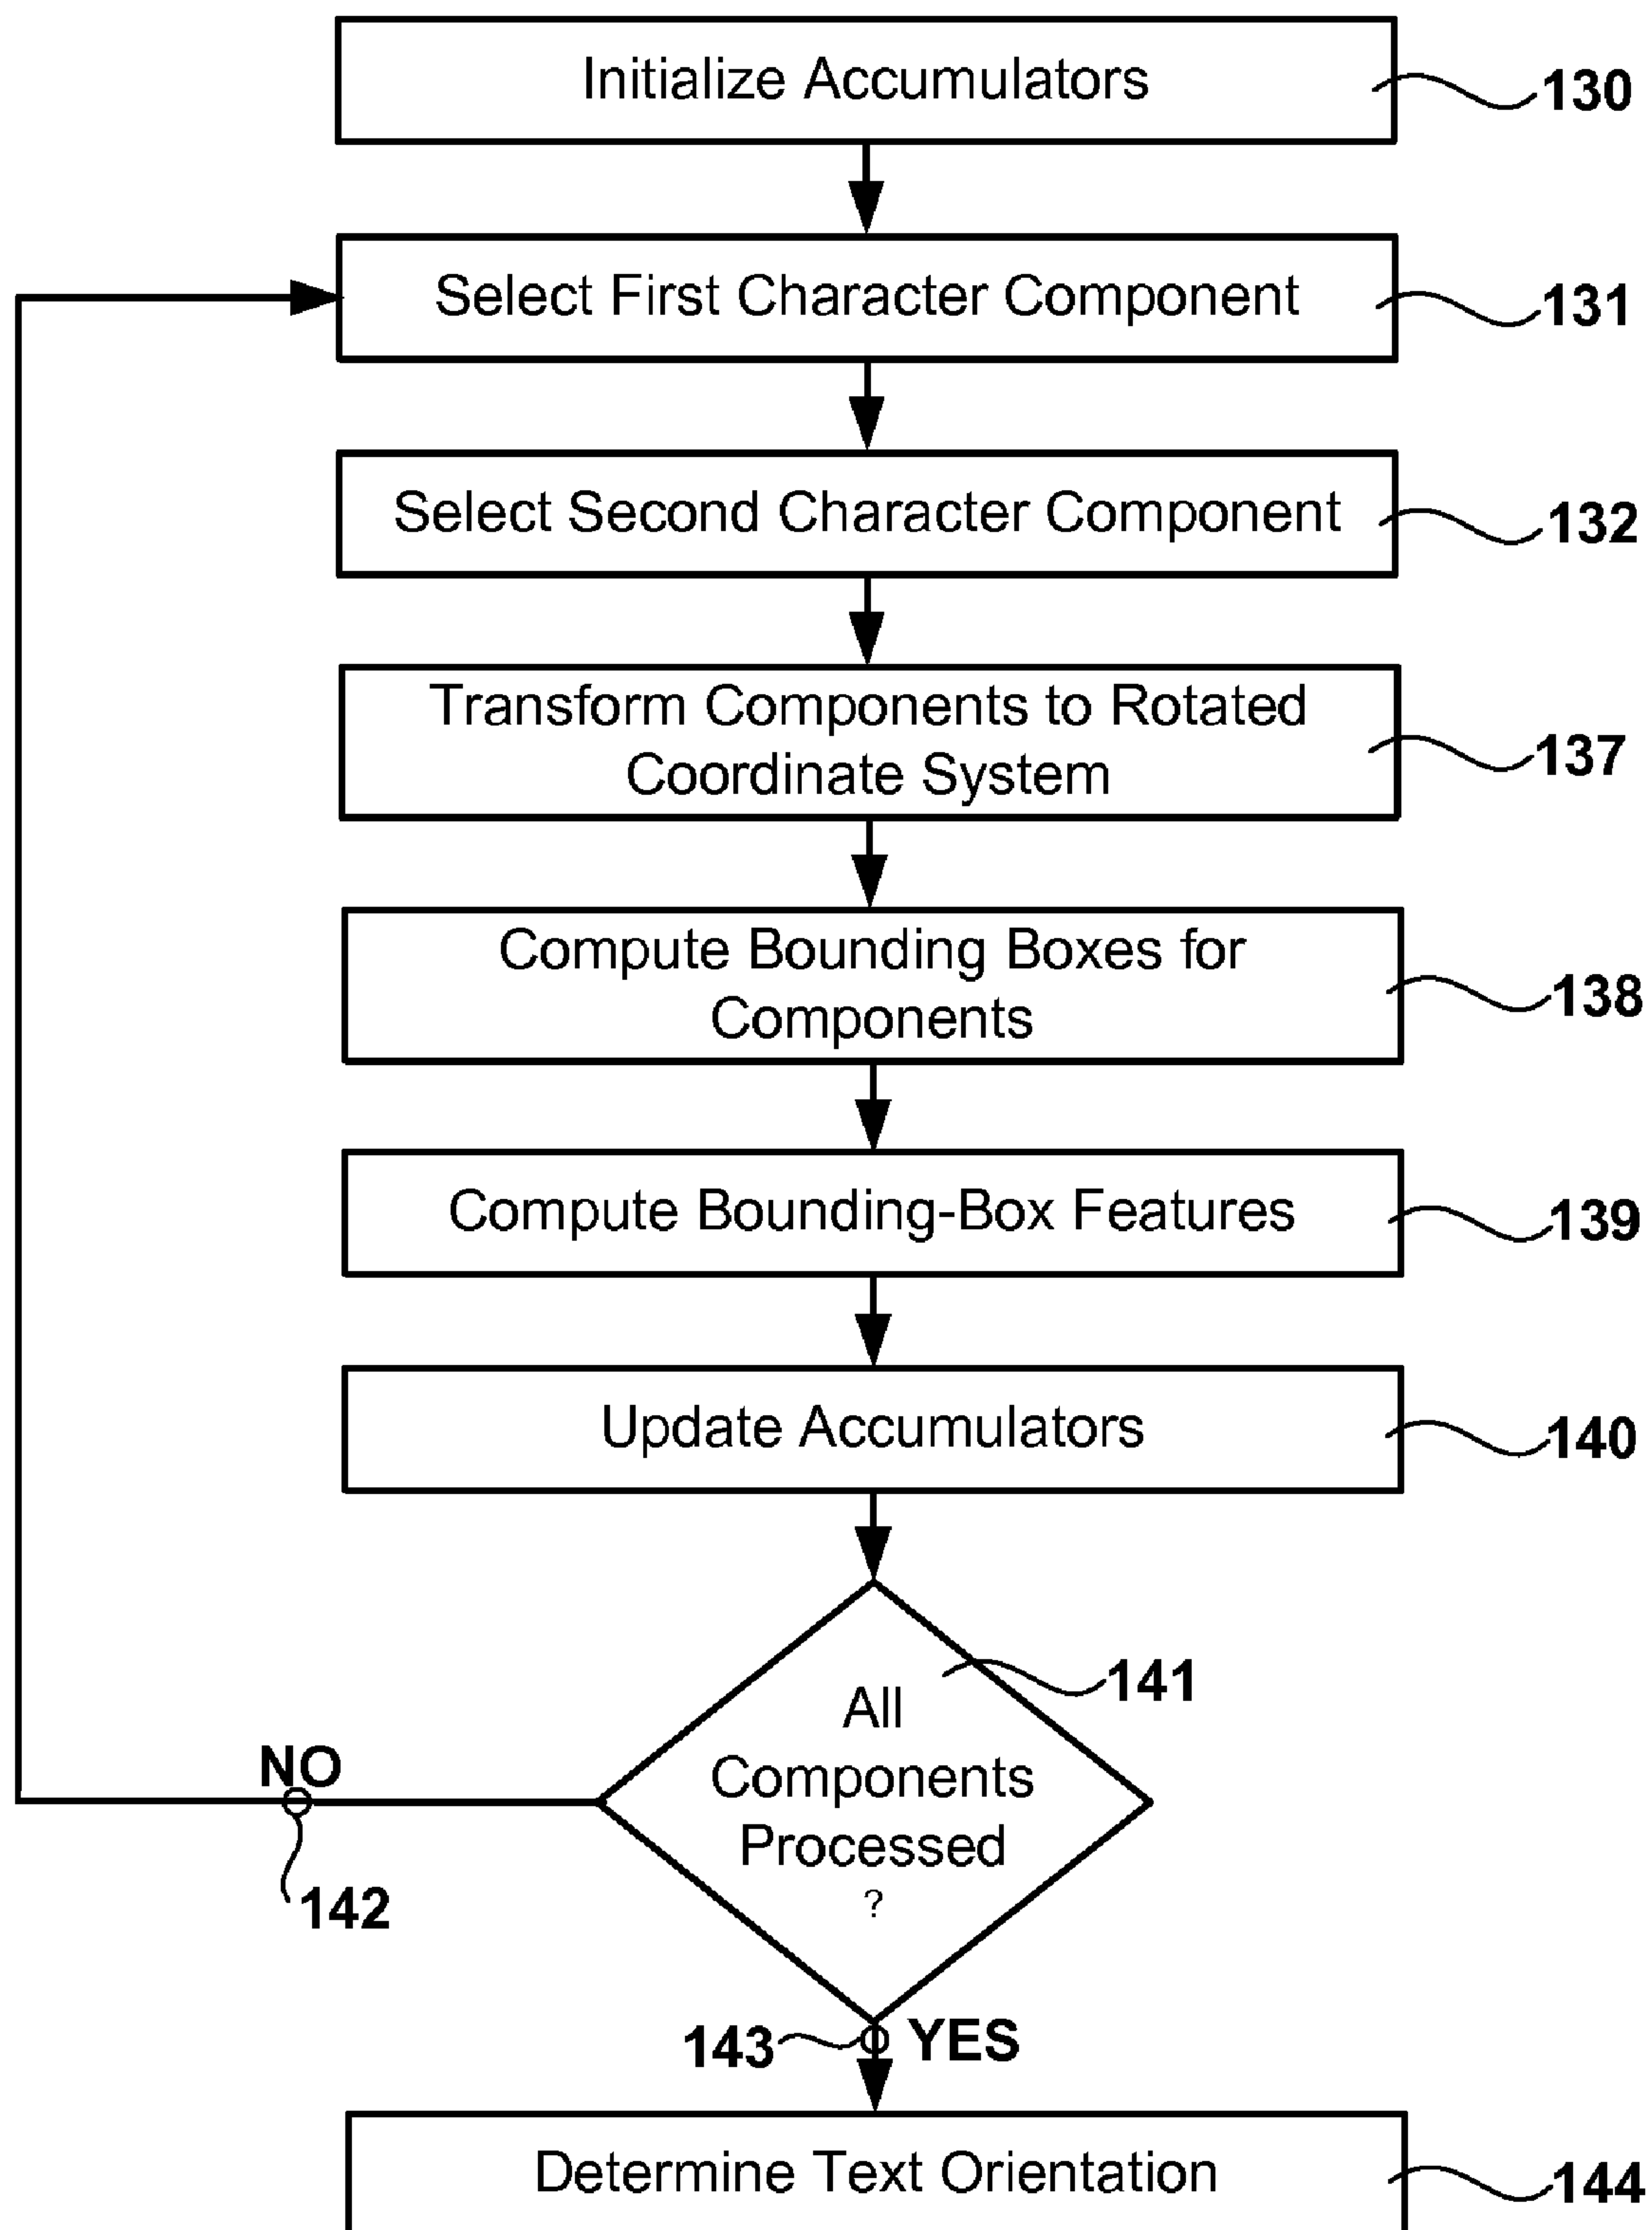 Initialize Accumulators
130
Select First Character Component
131
Select Second Character Component
132
Transform Components to Rotated
Coordinate System
137
Compute Bounding Boxes for
Components
138
Compute Bounding-Box Features
139
Update Accumulators
140
141
All
Components
Processed
?
NO
142
143
YES
Determine Text Orientation
144